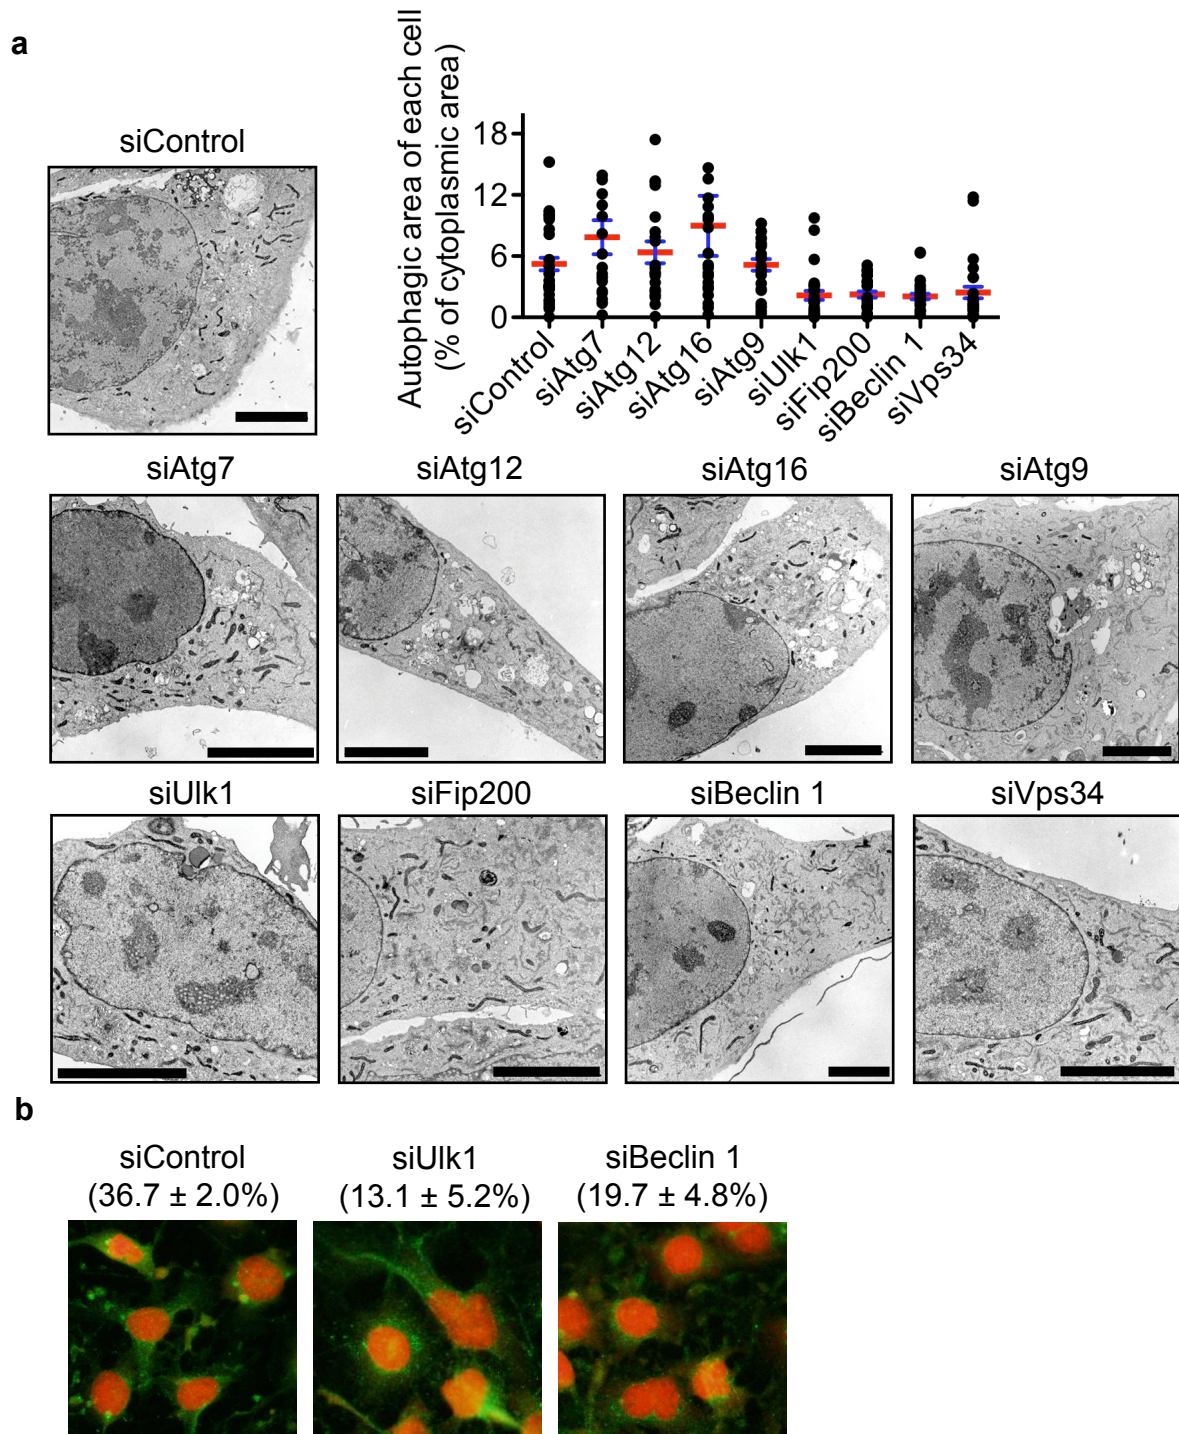 a
siControl
Autophagic area of each cell
(% of cytoplasmic area)
18
12
6
0
siControl
siAtg7
siAtg12
siAtg16
siAtg9
siUlk1
siFip200
siBeclin 1
siVps34
siAtg7
siAtg12
siAtg16
siAtg9
siUlk1
siFip200
siBeclin 1
siVps34
b
siControl
(36.7 ± 2.0%)
siUlk1
(13.1 ± 5.2%)
siBeclin 1
(19.7 ± 4.8%)